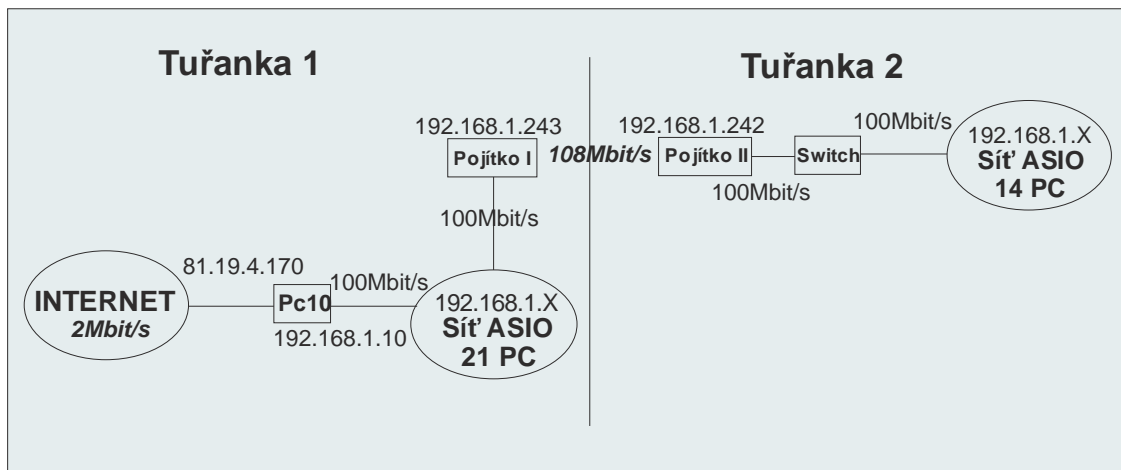 Tuřanka 1
192.168.1.243
Pojítko I
100Mbit/s
81.19.4.170
INTERNET
2Mbit/s
Pc10
100Mbit/s
192.168.1.10
192.168.1.X
Síť ASIO
21 PC
108Mbit/s
Tuřanka 2
192.168.1.242
Pojítko II
100Mbit/s
Switch
100Mbit/s
192.168.1.X
Síť ASIO
14 PC